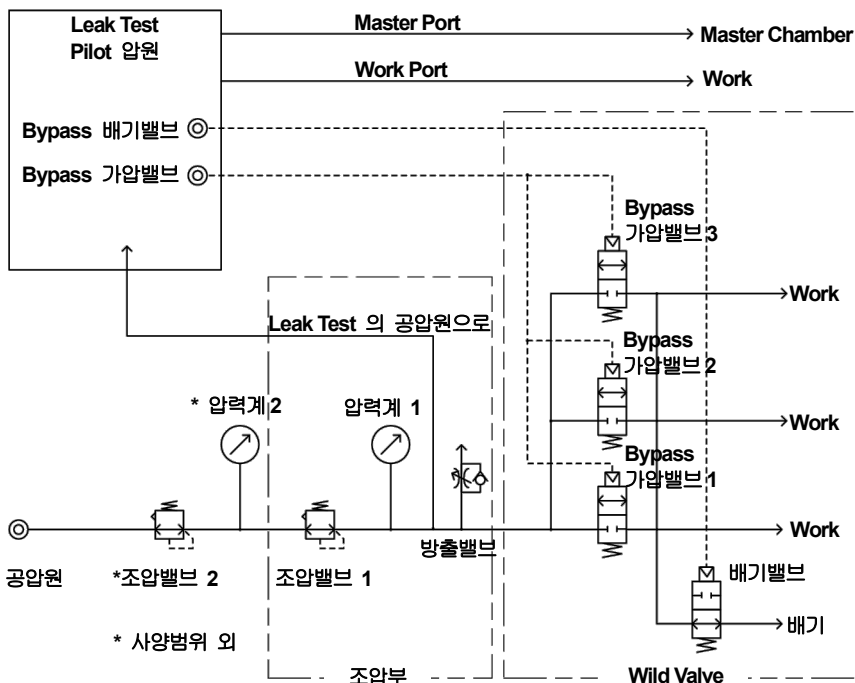 Leak Test
Pilot 압원
Master Port
Master Chamber
Work Port
Work
Bypass 배기밸브
Bypass 가압밸브
Bypass
가압밸브 3
Work
Leak Test 의 공압원으로
Bypass
가압밸브 2
* 압력계 2
압력계 1
Work
Bypass
가압밸브 1
Work
방출밸브
공압원
*조압밸브 2
조압밸브 1
배기밸브
배기
* 사양범위 외
조압부
Wild Valve